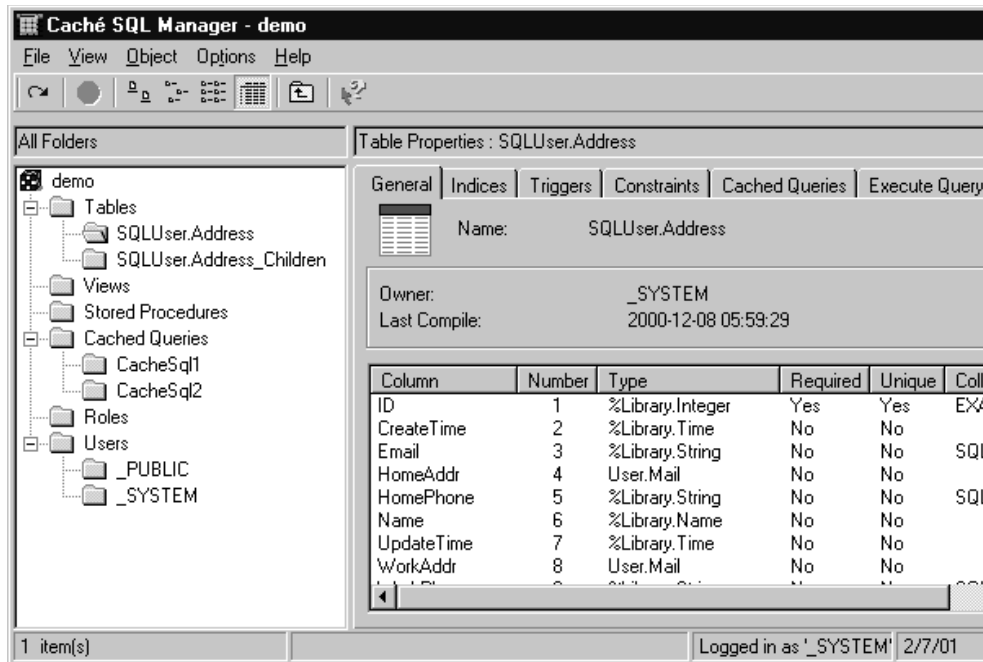 Caché SQL Manager - demo
File View Object Options Help
All Folders
Table Properties : SQLUser.Address
demo
Tables
SQLUser.Address
SQLUser.Address_Children
Views
Stored Procedures
Cached Queries
CacheSql1
CacheSql2
Roles
Users
_PUBLIC
_SYSTEM
General Indices Triggers Constraints Cached Queries Execute Query
Name: SQLUser.Address
Owner: _SYSTEM
Last Compile: 2000-12-08 05:59:29
Column Number Type Required Unique Coll
ID 1 %Library.Integer Yes Yes EXA
CreateTime 2 %Library.Time No No
Email 3 %Library.String No No SQL
HomeAddr 4 User.Mail No No
HomePhone 5 %Library.String No No SQL
Name 6 %Library.Name No No
UpdateTime 7 %Library.Time No No
WorkAddr 8 User.Mail No No
1 item(s) Logged in as '_SYSTEM' 2/7/01